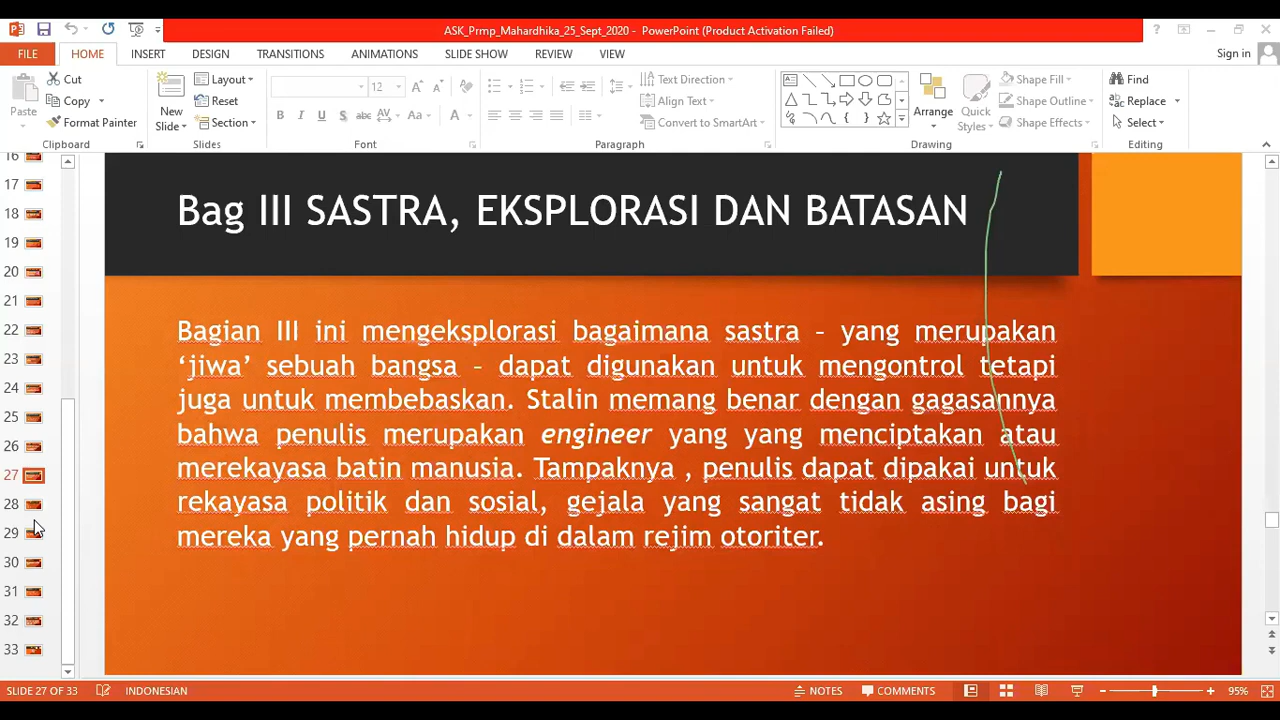 ASK_Prmp_Mahardhika_25_Sept_2020 - PowerPoint (Product Activation Failed)
FILE HOME INSERT DESIGN TRANSITIONS ANIMATIONS SLIDE SHOW REVIEW VIEW Sign in
Cut Layout 12 Text Direction Shape Fill Find
Paste Copy New Slide Reset Align Text Arrange Quick Styles Shape Outline Replace
Format Painter Section Convert to SmartArt Shape Effects Select
Clipboard Slides Font Paragraph Drawing Editing
16
17
18
19
20
21
22
23
24
25
26
27
28
29
30
31
32
33
Bag III SASTRA, EKSPLORASI DAN BATASAN
Bagian III ini mengeksplorasi bagaimana sastra – yang merupakan
‘jiwa’ sebuah bangsa – dapat digunakan untuk mengontrol tetapi
juga untuk membebaskan. Stalin memang benar dengan gagasannya
bahwa penulis merupakan engineer yang yang menciptakan atau
merekayasa batin manusia. Tampaknya , penulis dapat dipakai untuk
rekayasa politik dan sosial, gejala yang sangat tidak asing bagi
mereka yang pernah hidup di dalam rejim otoriter.
SLIDE 27 OF 33 INDONESIAN NOTES COMMENTS 95%